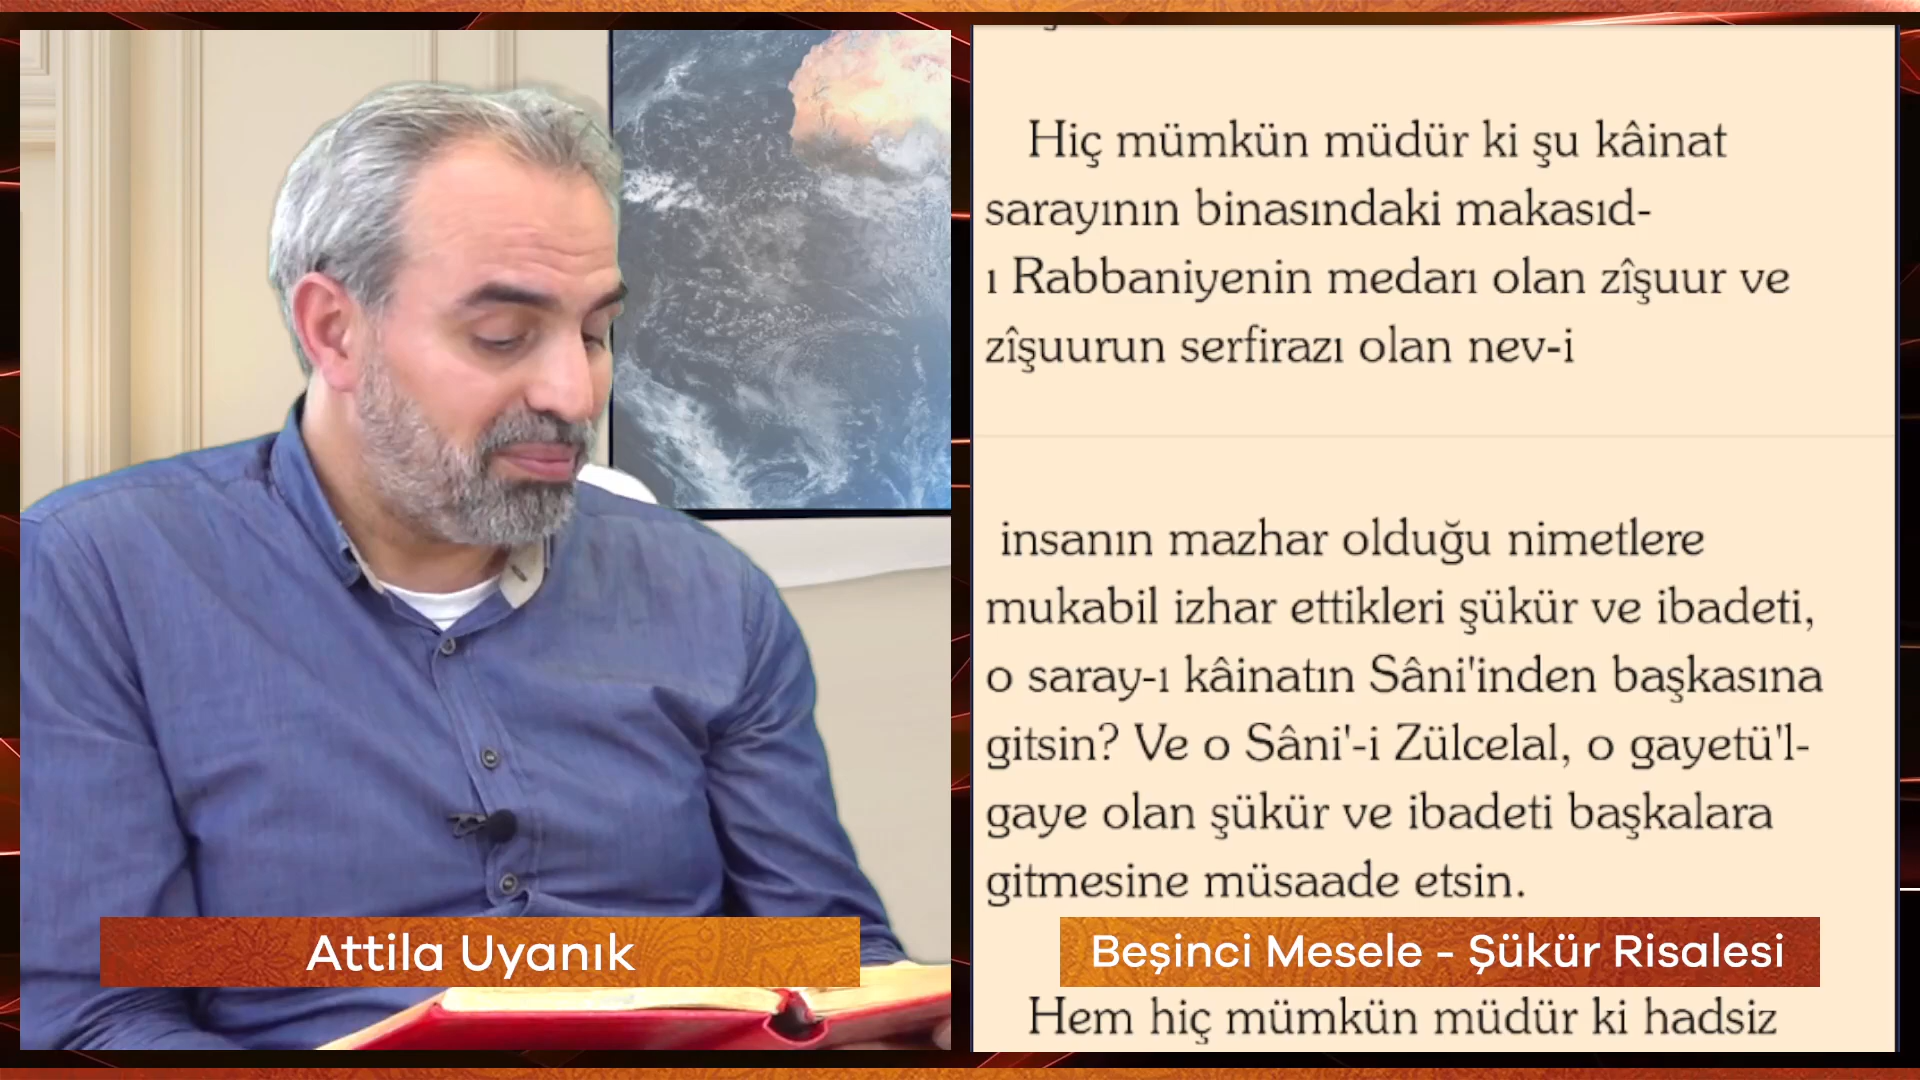 Hiç mümkün müdür ki şu kâinat
sarayının binasındaki makasıd-
ı Rabbaniyenin medarı olan zîşuur ve
zîşuurun serfirazı olan nev-i
insanın mazhar olduğu nimetlere
mukabil izhar ettikleri şükür ve ibadeti,
o saray-ı kâinatın Sâni'inden başkasına
gitsin? Ve o Sâni'-i Zülcelal, o gayetü'l-
gaye olan şükür ve ibadeti başkalara
gitmesine müsaade etsin.
Attila Uyanık
Beşinci Mesele - Şükür Risalesi
Hem hiç mümkün müdür ki hadsiz